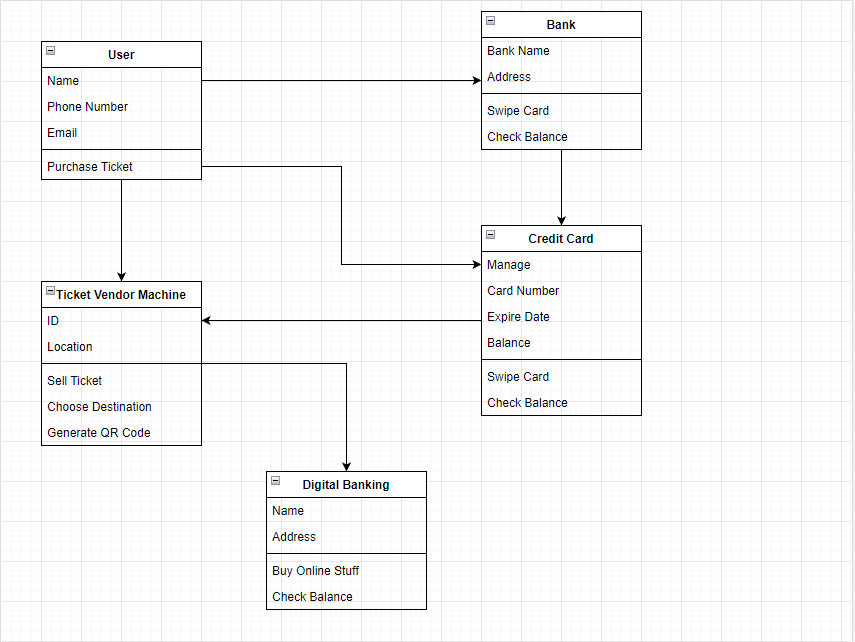 User
Name
Phone Number
Email
Purchase Ticket
Bank
Bank Name
Address
Swipe Card
Check Balance
Credit Card
Manage
Card Number
Expire Date
Balance
Swipe Card
Check Balance
Ticket Vendor Machine
ID
Location
Sell Ticket
Choose Destination
Generate QR Code
Digital Banking
Name
Address
Buy Online Stuff
Check Balance